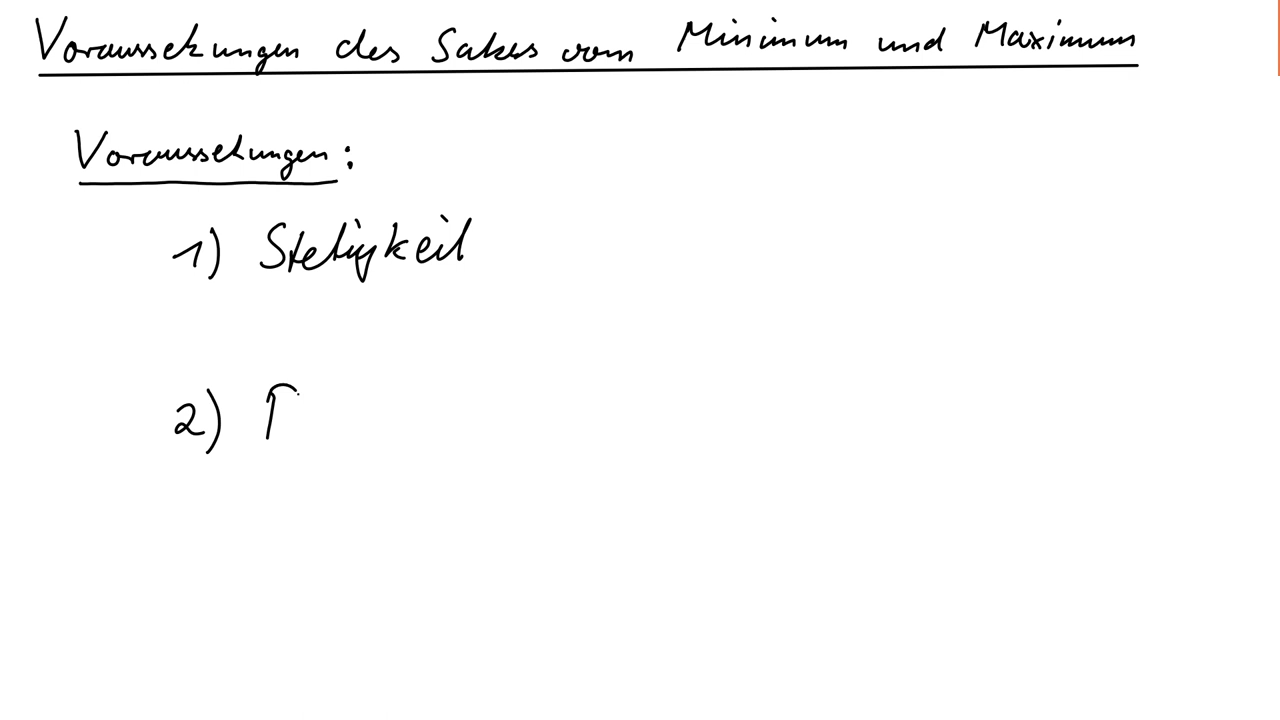 Voraussetzungen des Satzes vom Minimum und Maximum
Voraussetzungen:
1) Stetigkeit
2)